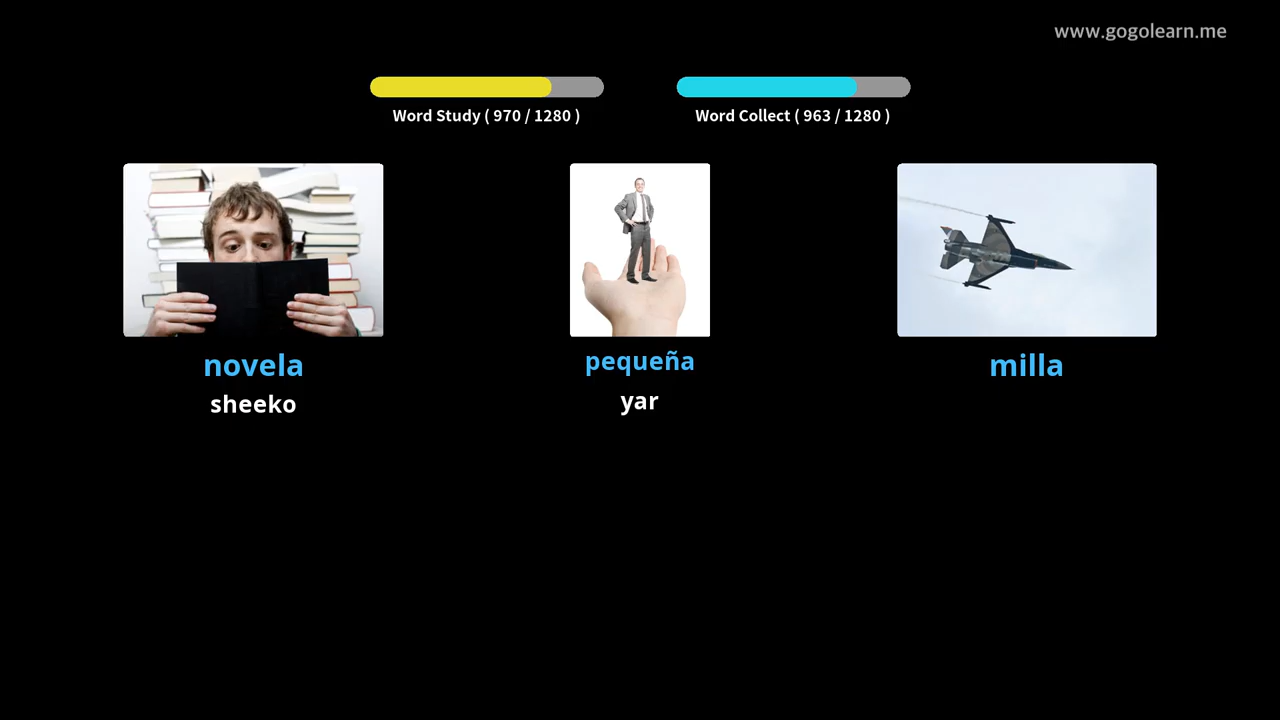 www.gogolearn.me
Word Study ( 970 / 1280 )
Word Collect ( 963 / 1280 )
novela
sheeko
pequeña
yar
milla